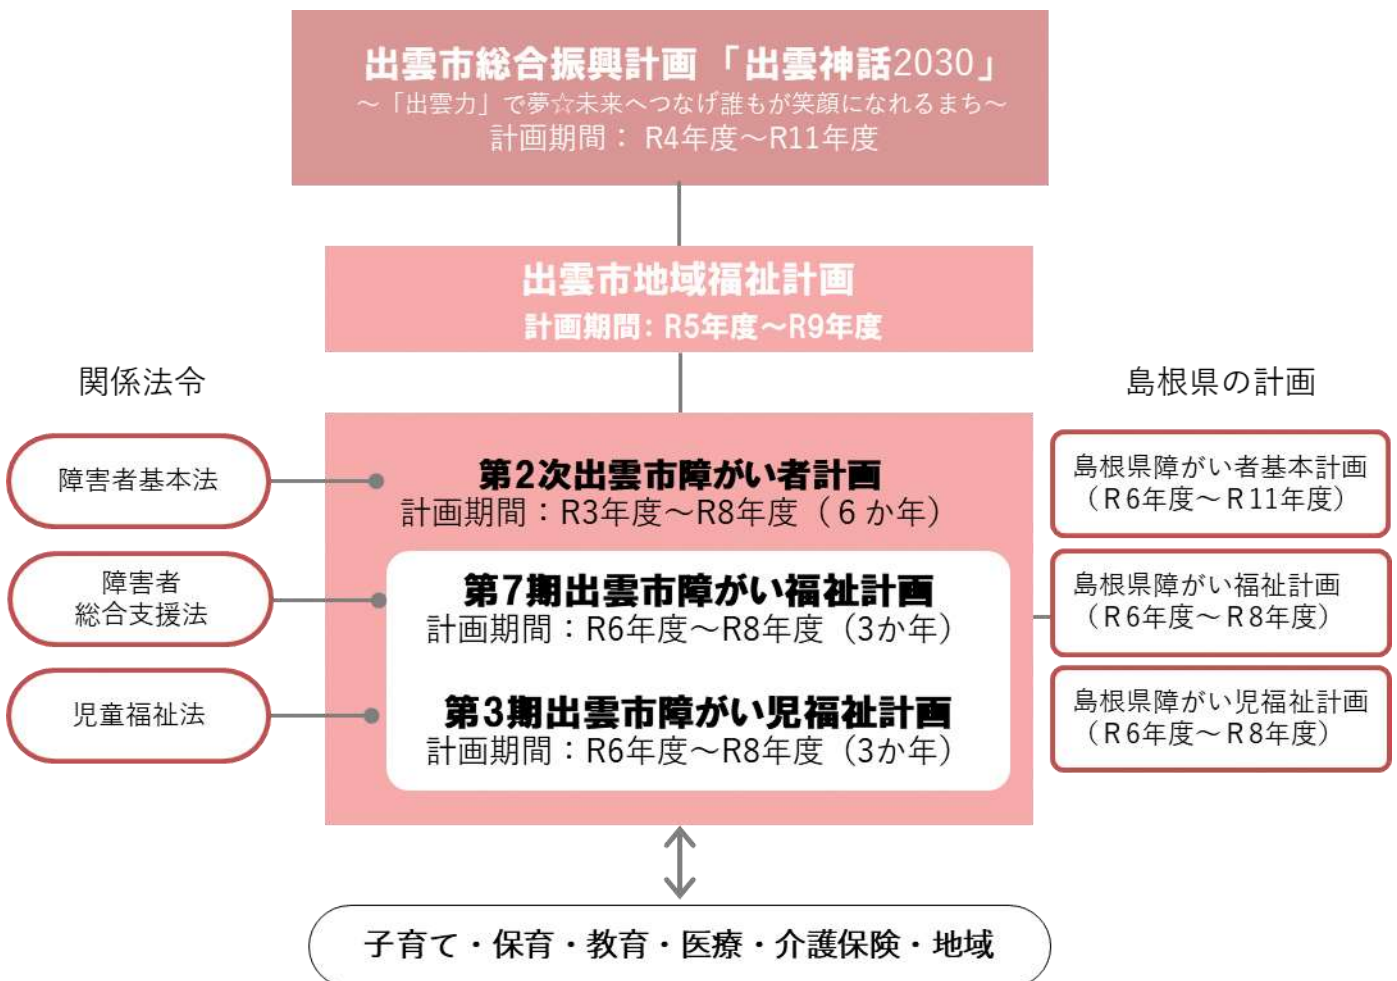 出雲市総合振興計画 「出雲神話2030」
～「出雲力」で夢☆未来へつなげ誰もが笑顔になれるまち～
計画期間： R4年度～R11年度
出雲市地域福祉計画
計画期間：R5年度～R9年度
関係法令
障害者基本法
障害者
総合支援法
児童福祉法
第2次出雲市障がい者計画
計画期間：R3年度～R8年度（６か年）
第7期出雲市障がい福祉計画
計画期間：R6年度～R8年度（3か年）
第3期出雲市障がい児福祉計画
計画期間：R6年度～R8年度（3か年）
島根県の計画
島根県障がい者基本計画
（R6年度～R11年度）
島根県障がい福祉計画
（R6年度～R8年度）
島根県障がい児福祉計画
（R6年度～R8年度）
子育て・保育・教育・医療・介護保険・地域